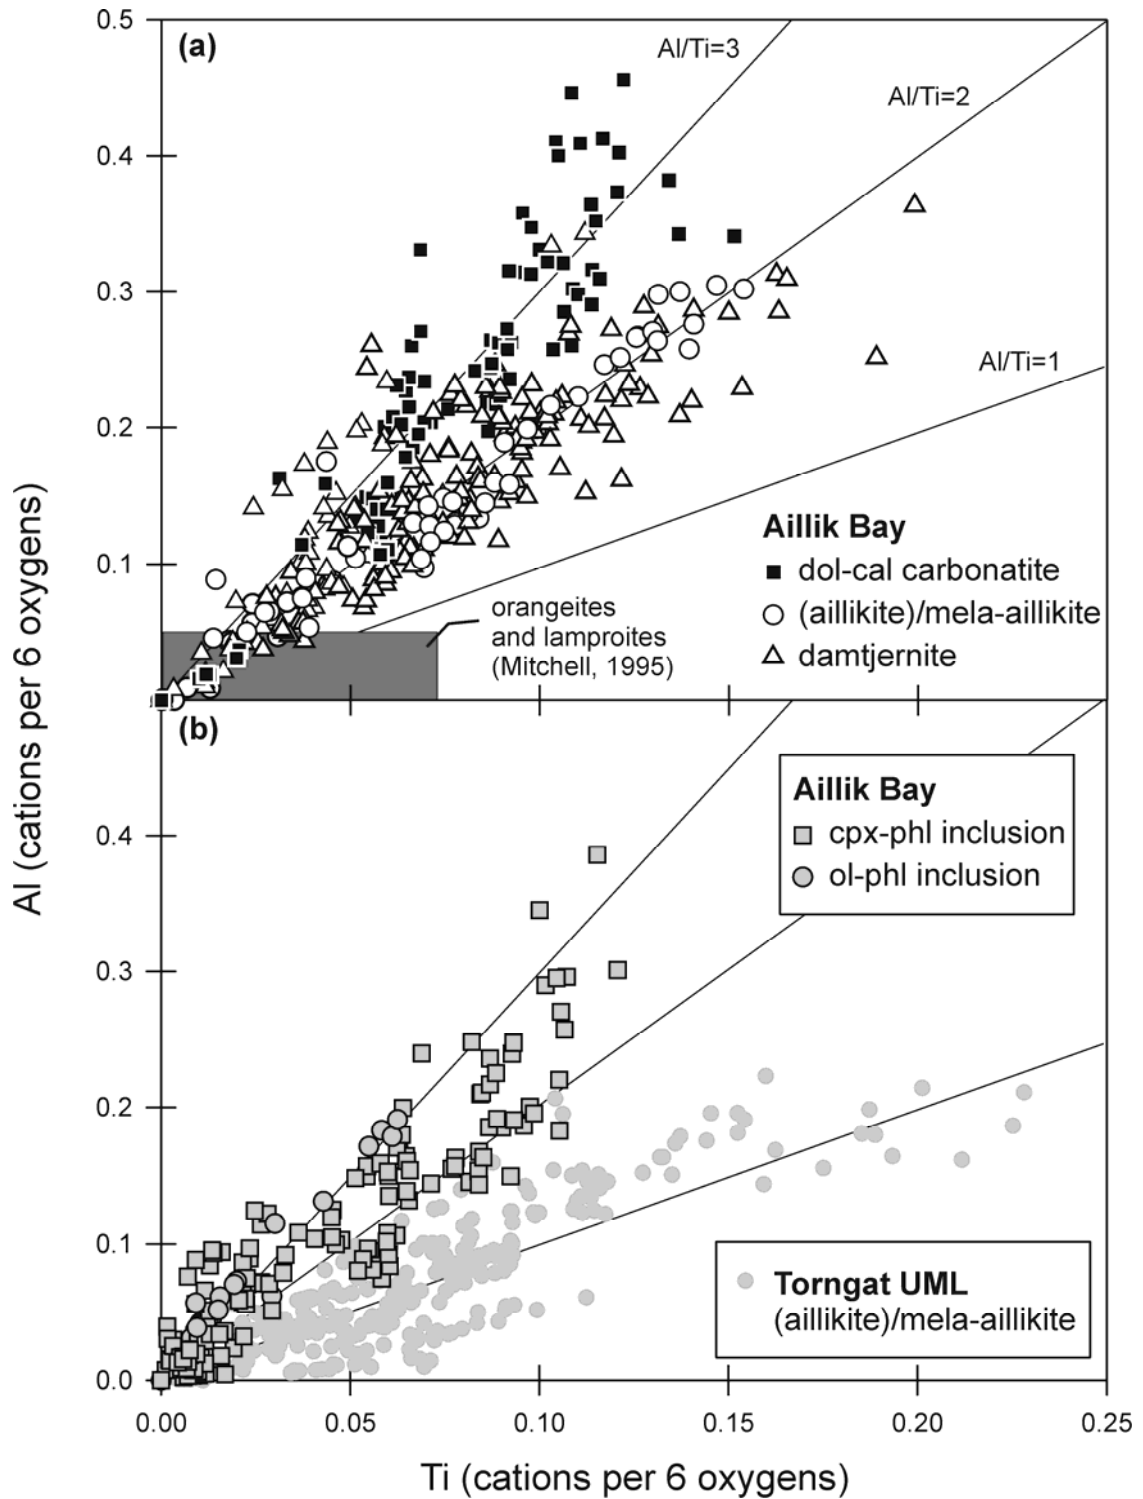 0.5
(a)
Al/Ti=3
Al/Ti=2
0.4
0.3
Al/Ti=1
0.2
Aillik Bay
dol-cal carbonatite
(aillikite)/mela-aillikite
damtjernite
0.1
orangeites
and lamproites
(Mitchell, 1995)
Al (cations per 6 oxygens)
(b)
Aillik Bay
cpx-phl inclusion
ol-phl inclusion
0.4
0.3
0.2
0.1
Torngat UML
(aillikite)/mela-aillikite
0.0
0.00 0.05 0.10 0.15 0.20 0.25
Ti (cations per 6 oxygens)